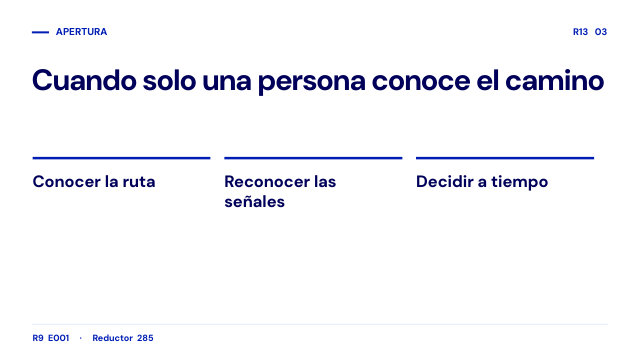 APERTURA
R13 03
Cuando solo una persona conoce el camino
Conocer la ruta
Reconocer las
señales
Decidir a tiempo
R9 E001 · Reductor 285